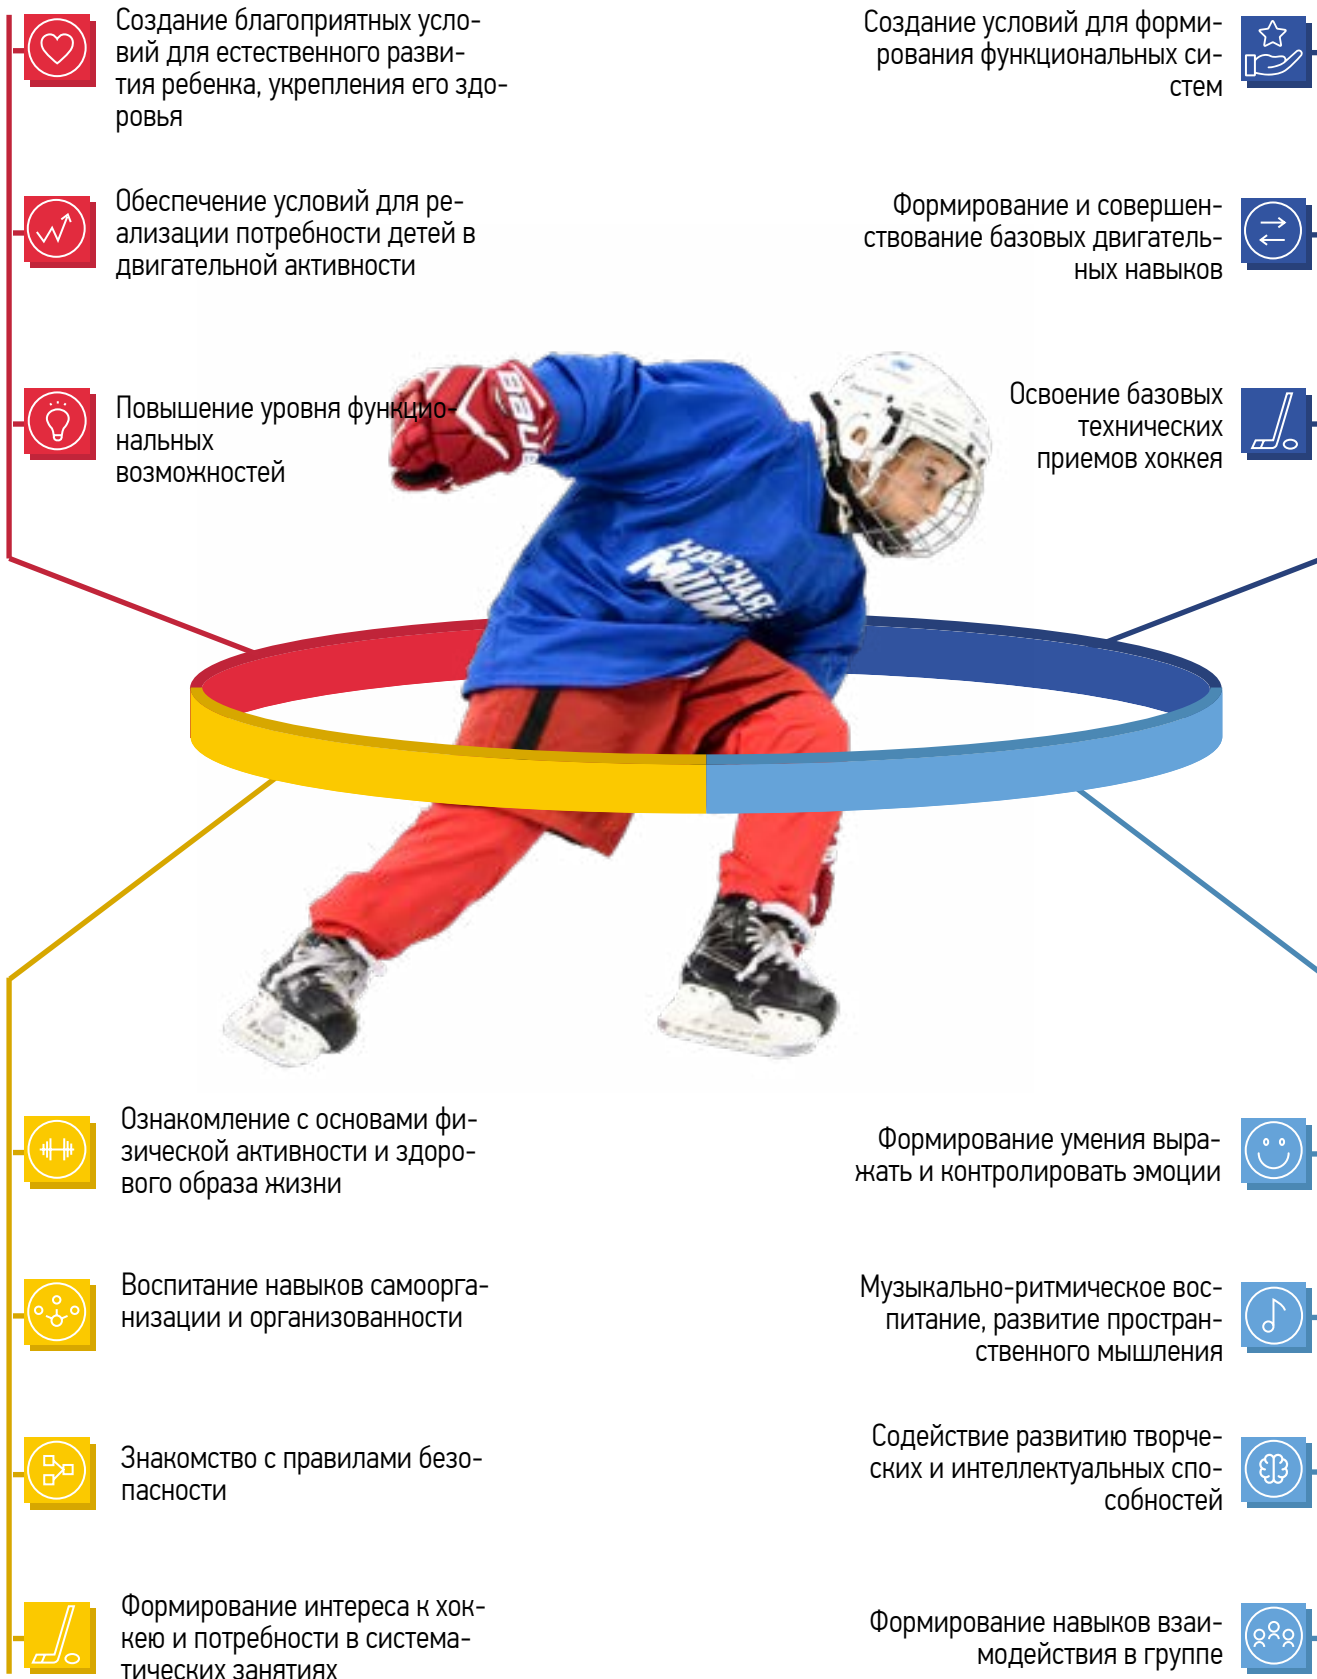 Создание благоприятных усло-
вий для естественного разви-
тия ребенка, укрепления его здо-
ровья
Обеспечение условий для ре-
ализации потребности детей в
двигательной активности
Повышение уровня функцио-
нальных
возможностей
Создание условий для форми-
рования функциональных си-
стем
Формирование и совершен-
ствование базовых двигатель-
ных навыков
Освоение базовых
технических
приемов хоккея
КРАСНАЯ
Ознакомление с основами фи-
зической активности и здоро-
вого образа жизни
Воспитание навыков самоорга-
низации и организованности
Знакомство с правилами безо-
пасности
Формирование интереса к хок-
кею и потребности в система-
тических занятиях
Формирование умения выра-
жать и контролировать эмоции
Музыкально-ритмическое вос-
питание, развитие простран-
ственного мышления
Содействие развитию творче-
ских и интеллектуальных спо-
собностей
Формирование навыков взаи-
модействия в группе